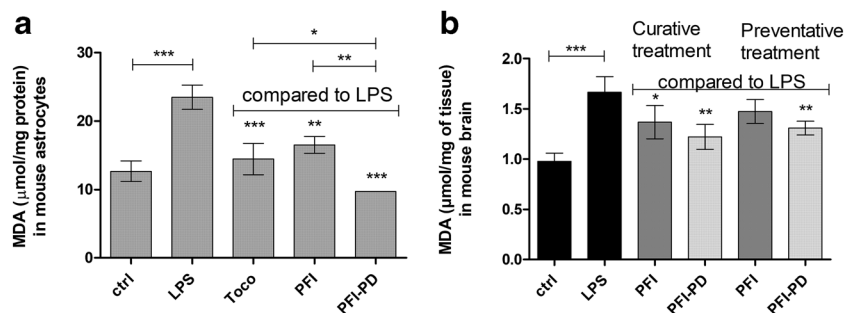 a
MDA (μmol/mg protein)
in mouse astrocytes
30
20
10
0
***
*
**
compared to LPS
***
**
***
ctrl
LPS
Toco
PFI
PFI-PD
b
MDA (μmol/mg of tissue)
in mouse brain
2.0
1.5
1.0
0.5
0.0
Curative
treatment
Preventative
treatment
***
compared to LPS
*
**
**
ctrl
LPS
PFI
PFI-PD
PFI
PFI-PD